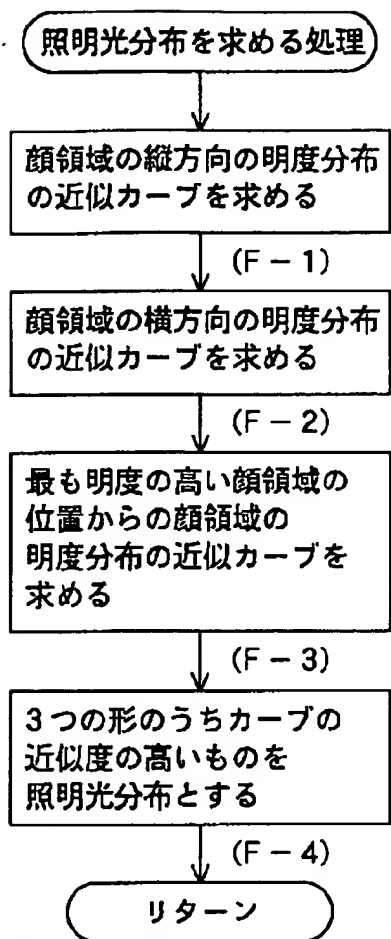 照明光分布を求める処理
顔領域の縦方向の明度分布
の近似カーブを求める
(F－1)
顔領域の横方向の明度分布
の近似カーブを求める
(F－2)
最も明度の高い顔領域の
位置からの顔領域の
明度分布の近似カーブを
求める
(F－3)
3つの形のうちカーブの
近似度の高いものを
照明光分布とする
(F－4)
リターン